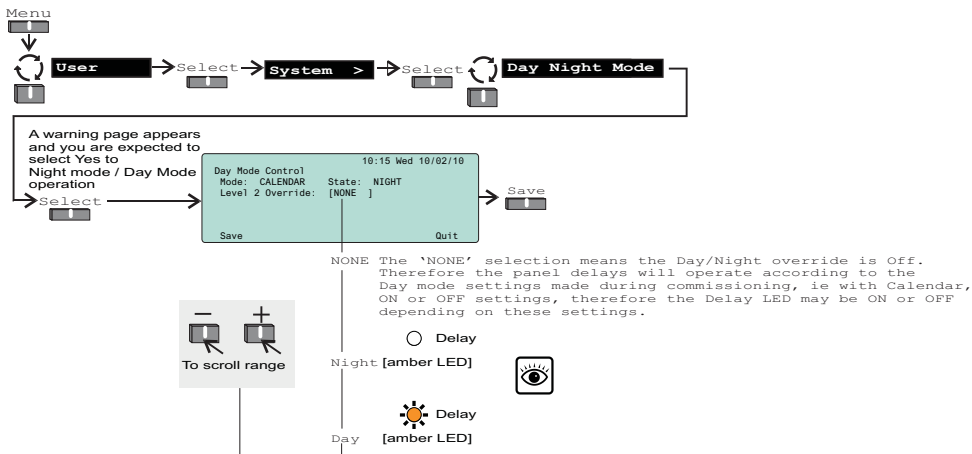 Menu
User Select System > Select Day Night Mode
A warning page appears
and you are expected to
select Yes to
Night mode / Day Mode
operation
Select
10:15 Wed 10/02/10
Day Mode Control
Mode: CALENDAR State: NIGHT
Level 2 Override: [NONE ]
Save Quit
Save
NONE The ‘NONE’ selection means the Day/Night override is Off.
Therefore the panel delays will operate according to the
Day mode settings made during commissioning, ie with Calendar,
ON or OFF settings, therefore the Delay LED may be ON or OFF
depending on these settings.
– +
To scroll range
Delay
Night [amber LED]
Delay
Day [amber LED]